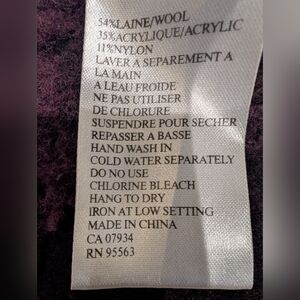 54%LAINE/WOOL
35%ACRYLIQUE/ACRYLIC
11%NYLON
LAVER A SEPAREMENT A
LA MAIN
A LEAU FROIDE
NE PAS UTILISER
DE CHLORURE
SUSPENDRE POUR SECHER
REPASSER A BASSE
HAND WASH IN
COLD WATER SEPARATELY
DO NO USE
CHLORINE BLEACH
HANG TO DRY
IRON AT LOW SETTING
MADE IN CHINA
CA 07934
RN 95563